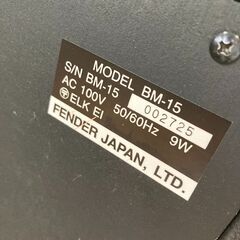 MODEL BM-15
S/N BM-15 002725
AC 100V 50/60Hz 9W
ELK EI
FENDER JAPAN, LTD.